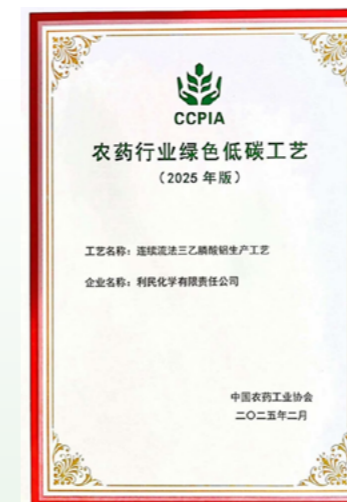 CCPIA
农药行业绿色低碳工艺
（2025 年版）
工艺名称：连续流法三乙膦酸铝生产工艺
企业名称：利民化学有限责任公司
中国农药工业协会
二〇二五年二月